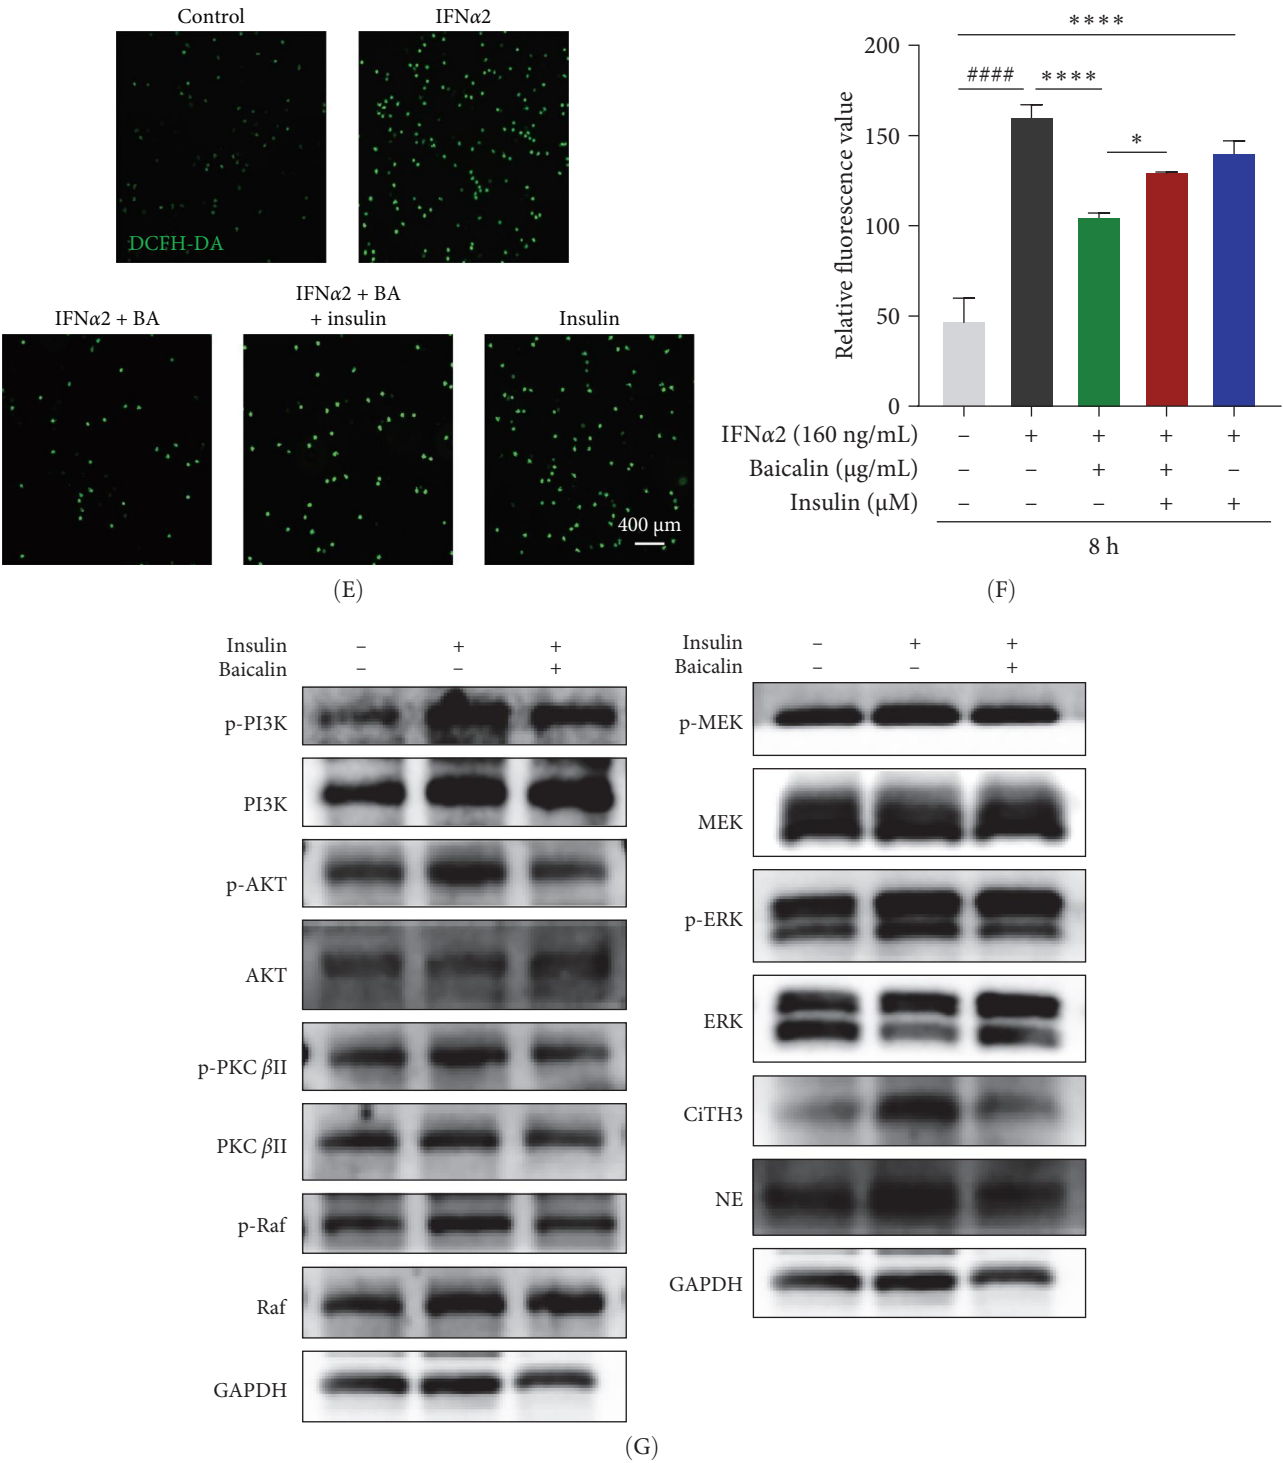 Control
IFNα2
DCFH-DA
IFNα2 + BA
IFNα2 + BA
+ insulin
Insulin
400 μm
(E)
****
####
****
*
Relative fluorescence value
200
150
100
50
0
IFNα2 (160 ng/mL) – + + + +
Baicalin (μg/mL) – – + + –
Insulin (μM) – – – + +
8 h
(F)
Insulin – + +
Baicalin – – +
p-PI3K
PI3K
p-AKT
AKT
p-PKC βII
PKC βII
p-Raf
Raf
GAPDH
Insulin – + +
Baicalin – – +
p-MEK
MEK
p-ERK
ERK
CiTH3
NE
GAPDH
(G)